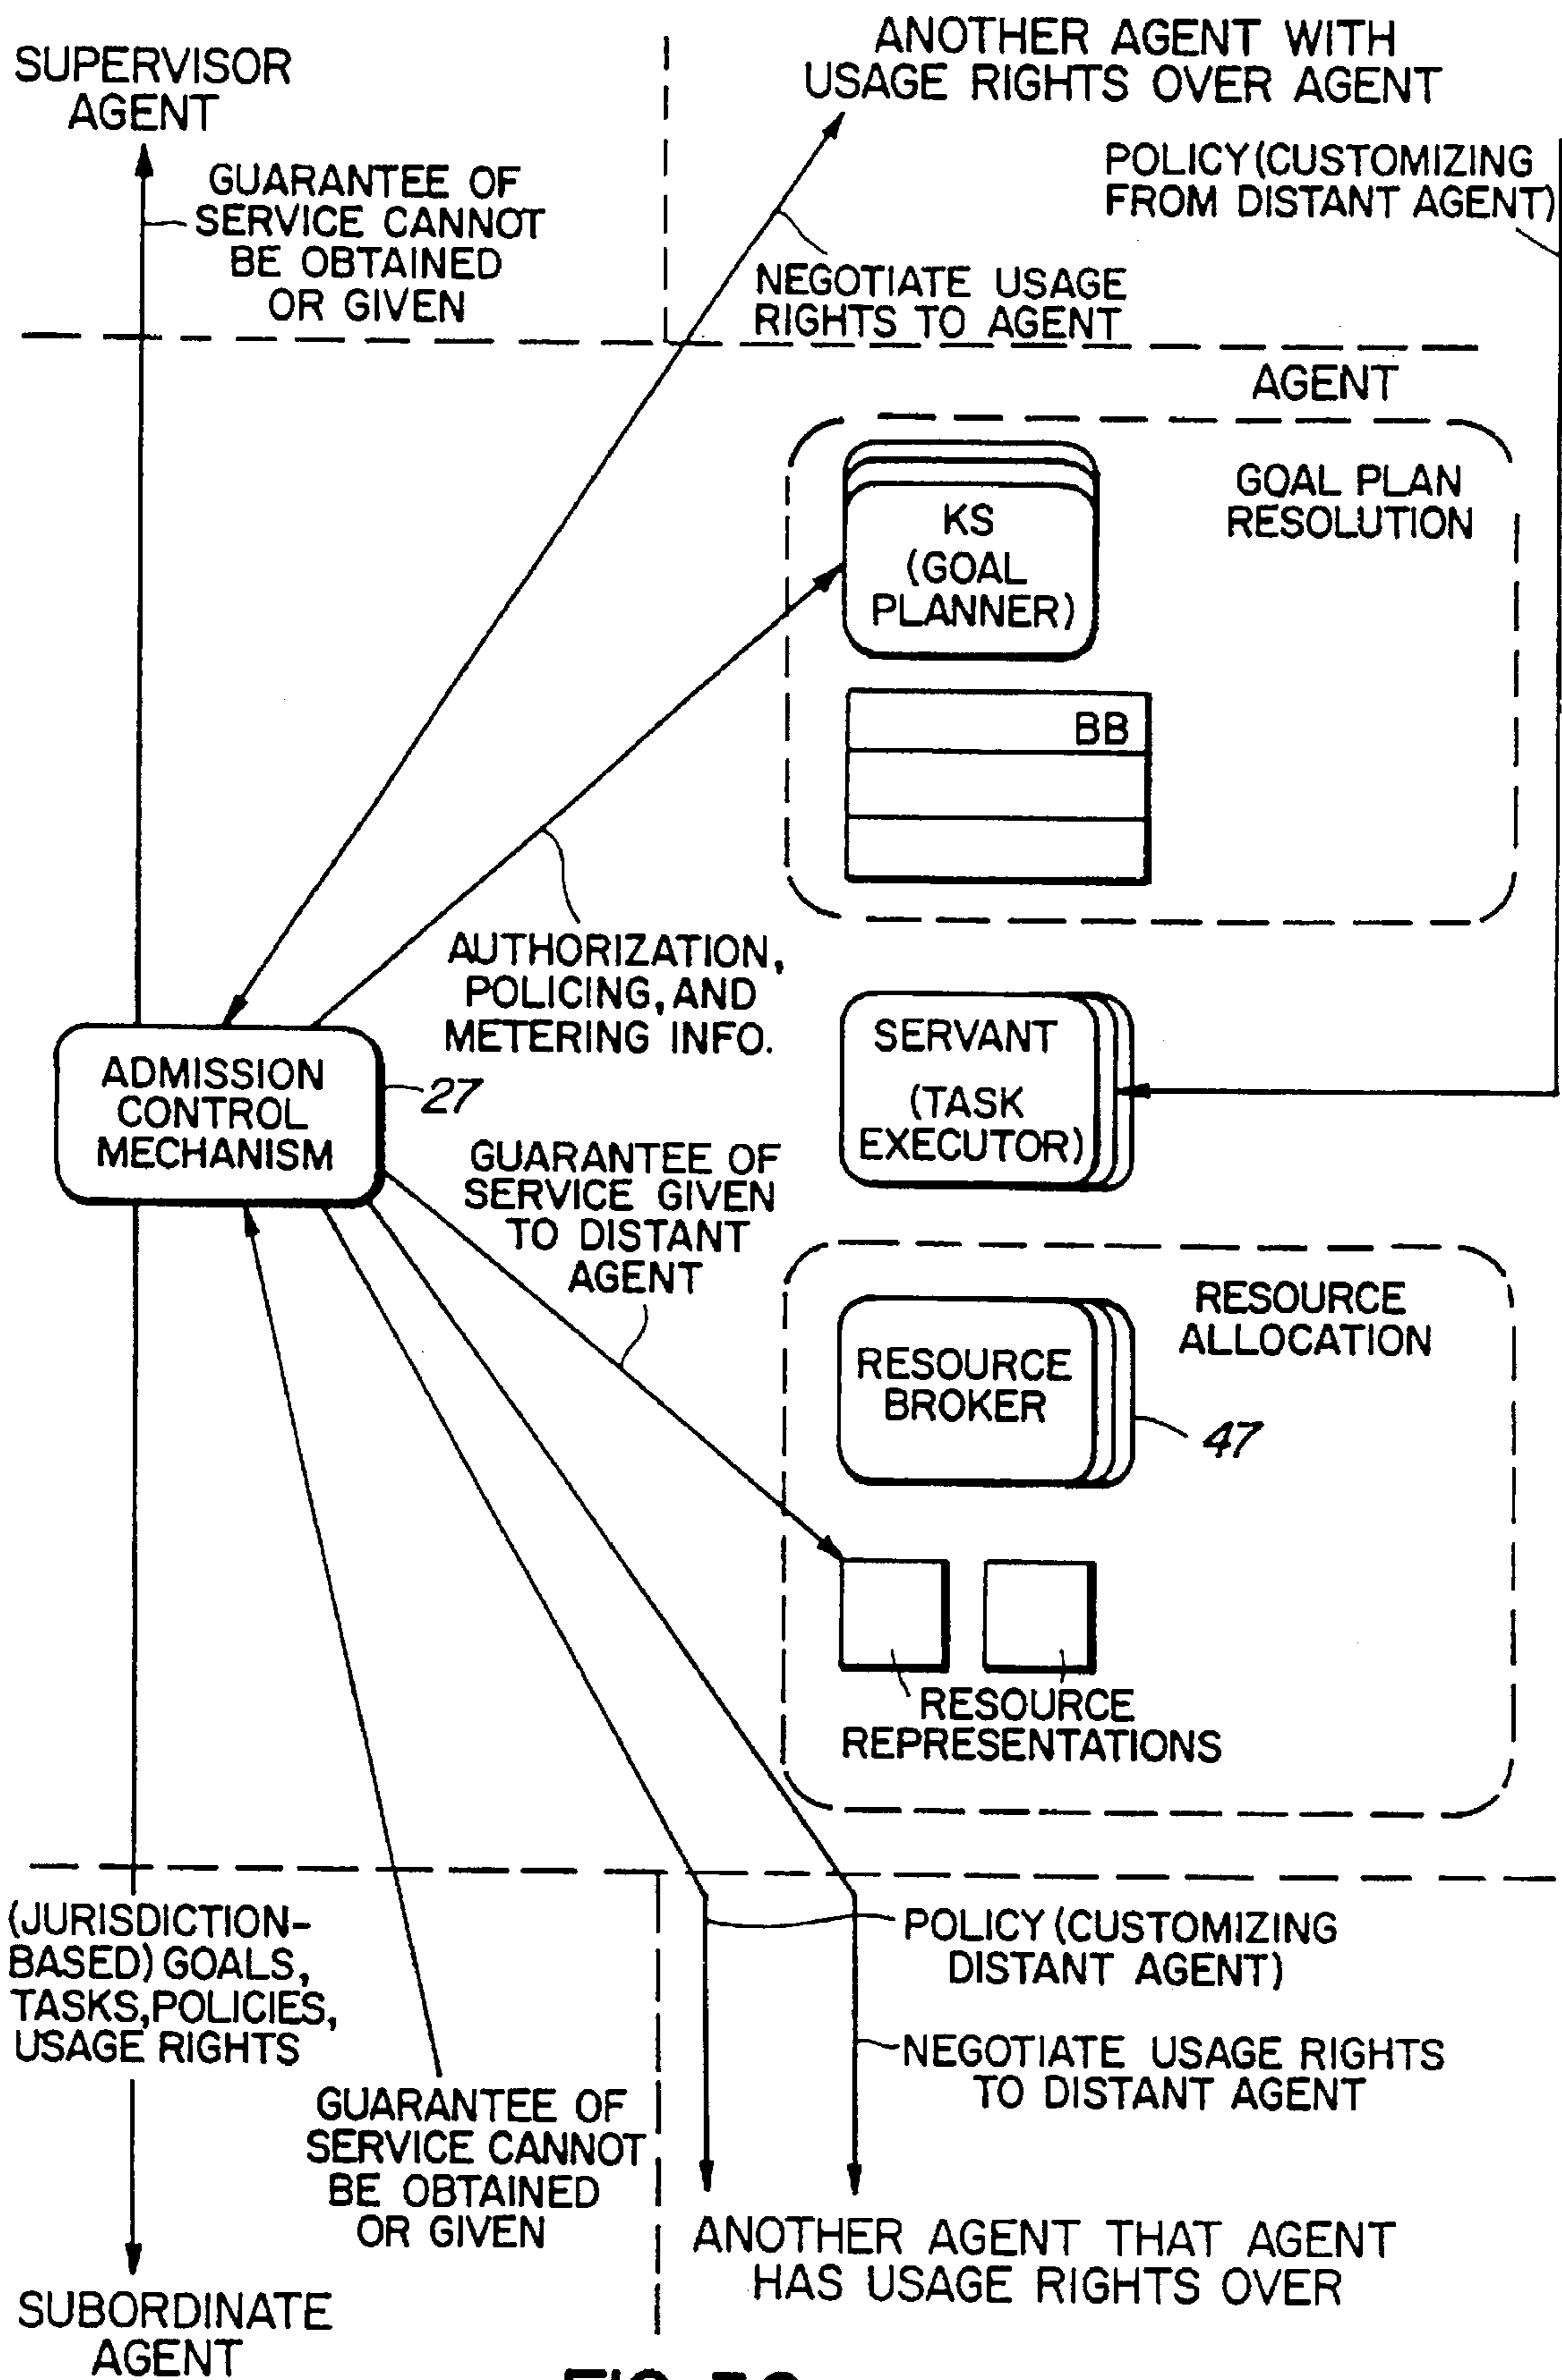 SUPERVISOR
AGENT
ANOTHER AGENT WITH
USAGE RIGHTS OVER AGENT
GUARANTEE OF
SERVICE CANNOT
BE OBTAINED
OR GIVEN
POLICY (CUSTOMIZING
FROM DISTANT AGENT)
NEGOTIATE USAGE
RIGHTS TO AGENT
AGENT
GOAL PLAN
RESOLUTION
KS
(GOAL
PLANNER)
BB
AUTHORIZATION,
POLICING, AND
METERING INFO.
SERVANT
(TASK
EXECUTOR)
ADMISSION
CONTROL
MECHANISM
27
GUARANTEE OF
SERVICE GIVEN
TO DISTANT
AGENT
RESOURCE
ALLOCATION
RESOURCE
BROKER
47
RESOURCE
REPRESENTATIONS
(JURISDICTION-
BASED) GOALS,
TASKS, POLICIES,
USAGE RIGHTS
POLICY (CUSTOMIZING
DISTANT AGENT)
NEGOTIATE USAGE RIGHTS
TO DISTANT AGENT
GUARANTEE OF
SERVICE CANNOT
BE OBTAINED
OR GIVEN
ANOTHER AGENT THAT AGENT
HAS USAGE RIGHTS OVER
SUBORDINATE
AGENT